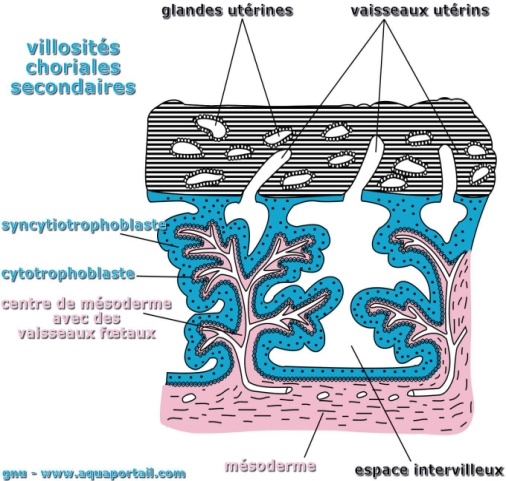 glandes utérines
vaisseaux utérins
villosités
choriales
secondaires
syncytiotrophoblaste
cytotrophoblaste
centre de mésoderme
avec des
vaisseaux fœtaux
mésoderme
espace intervilleux
gnu - www.aquaportail.com